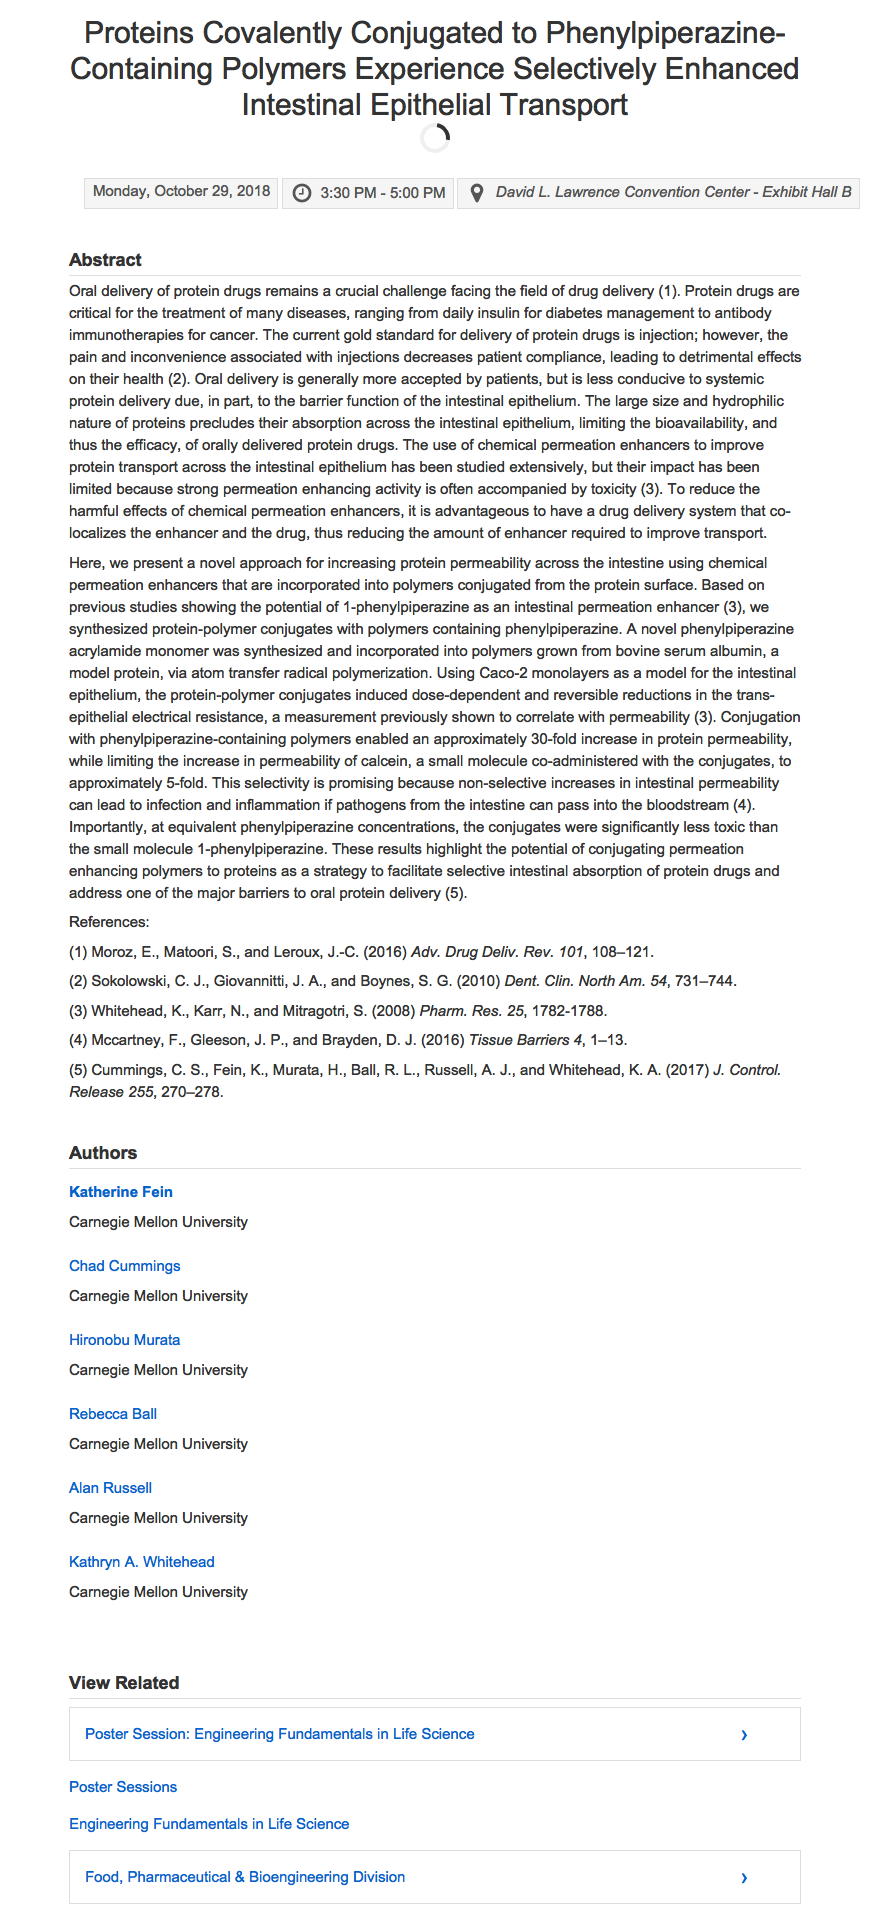 Proteins Covalently Conjugated to Phenylpiperazine-
Containing Polymers Experience Selectively Enhanced
Intestinal Epithelial Transport
Monday, October 29, 2018
3:30 PM - 5:00 PM
David L. Lawrence Convention Center - Exhibit Hall B
Abstract
Oral delivery of protein drugs remains a crucial challenge facing the field of drug delivery (1). Protein drugs are
critical for the treatment of many diseases, ranging from daily insulin for diabetes management to antibody
immunotherapies for cancer. The current gold standard for delivery of protein drugs is injection; however, the
pain and inconvenience associated with injections decreases patient compliance, leading to detrimental effects
on their health (2). Oral delivery is generally more accepted by patients, but is less conducive to systemic
protein delivery due, in part, to the barrier function of the intestinal epithelium. The large size and hydrophilic
nature of proteins precludes their absorption across the intestinal epithelium, limiting the bioavailability, and
thus the efficacy, of orally delivered protein drugs. The use of chemical permeation enhancers to improve
protein transport across the intestinal epithelium has been studied extensively, but their impact has been
limited because strong permeation enhancing activity is often accompanied by toxicity (3). To reduce the
harmful effects of chemical permeation enhancers, it is advantageous to have a drug delivery system that co-
localizes the enhancer and the drug, thus reducing the amount of enhancer required to improve transport.
Here, we present a novel approach for increasing protein permeability across the intestine using chemical
permeation enhancers that are incorporated into polymers conjugated from the protein surface. Based on
previous studies showing the potential of 1-phenylpiperazine as an intestinal permeation enhancer (3), we
synthesized protein-polymer conjugates with polymers containing phenylpiperazine. A novel phenylpiperazine
acrylamide monomer was synthesized and incorporated into polymers grown from bovine serum albumin, a
model protein, via atom transfer radical polymerization. Using Caco-2 monolayers as a model for the intestinal
epithelium, the protein-polymer conjugates induced dose-dependent and reversible reductions in the trans-
epithelial electrical resistance, a measurement previously shown to correlate with permeability (3). Conjugation
with phenylpiperazine-containing polymers enabled an approximately 30-fold increase in protein permeability,
while limiting the increase in permeability of calcein, a small molecule co-administered with the conjugates, to
approximately 5-fold. This selectivity is promising because non-selective increases in intestinal permeability
can lead to infection and inflammation if pathogens from the intestine can pass into the bloodstream (4).
Importantly, at equivalent phenylpiperazine concentrations, the conjugates were significantly less toxic than
the small molecule 1-phenylpiperazine. These results highlight the potential of conjugating permeation
enhancing polymers to proteins as a strategy to facilitate selective intestinal absorption of protein drugs and
address one of the major barriers to oral protein delivery (5).
References:
(1) Moroz, E., Matoori, S., and Leroux, J.-C. (2016) Adv. Drug Deliv. Rev. 101, 108–121.
(2) Sokolowski, C. J., Giovannitti, J. A., and Boynes, S. G. (2010) Dent. Clin. North Am. 54, 731–744.
(3) Whitehead, K., Karr, N., and Mitragotri, S. (2008) Pharm. Res. 25, 1782-1788.
(4) Mccartney, F., Gleeson, J. P., and Brayden, D. J. (2016) Tissue Barriers 4, 1–13.
(5) Cummings, C. S., Fein, K., Murata, H., Ball, R. L., Russell, A. J., and Whitehead, K. A. (2017) J. Control.
Release 255, 270–278.
Authors
Katherine Fein
Carnegie Mellon University
Chad Cummings
Carnegie Mellon University
Hironobu Murata
Carnegie Mellon University
Rebecca Ball
Carnegie Mellon University
Alan Russell
Carnegie Mellon University
Kathryn A. Whitehead
Carnegie Mellon University
View Related
Poster Session: Engineering Fundamentals in Life Science
Poster Sessions
Engineering Fundamentals in Life Science
Food, Pharmaceutical & Bioengineering Division